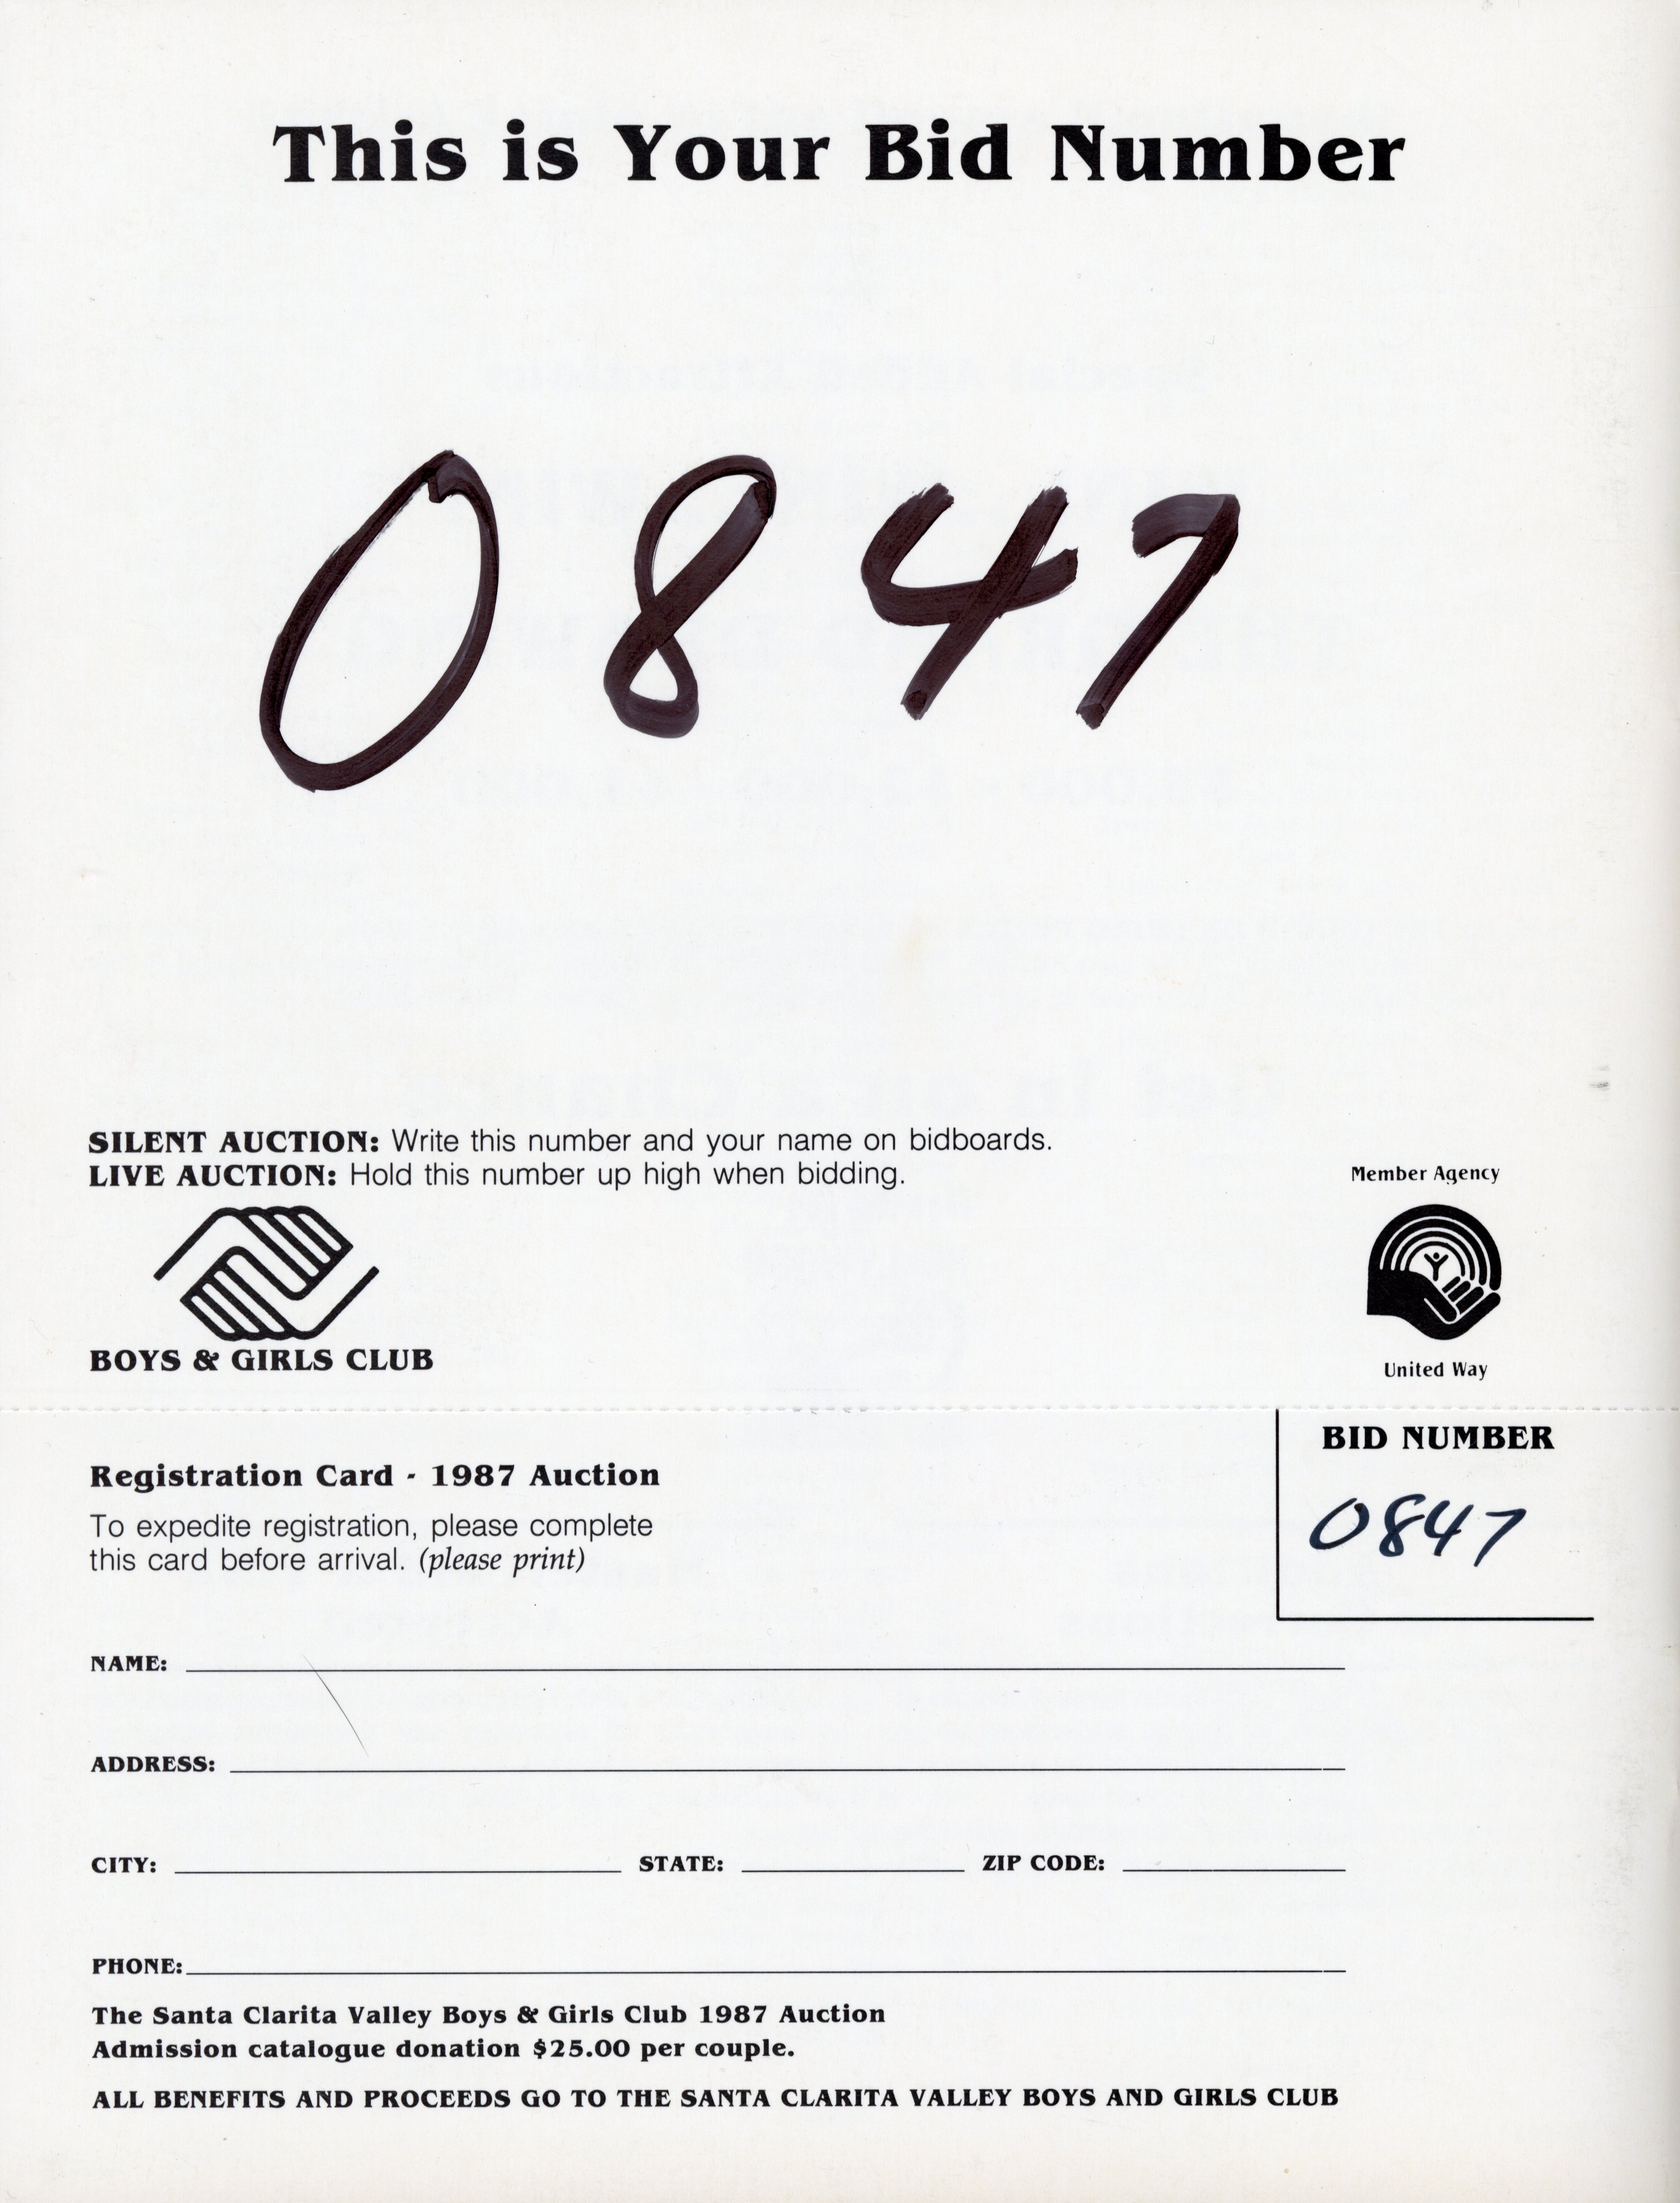 This is Your Bid Number
0847
SILENT AUCTION: Write this number and your name on bidboards.
LIVE AUCTION: Hold this number up high when bidding.
Member Agency
BOYS & GIRLS CLUB
United Way
BID NUMBER
0847
Registration Card - 1987 Auction
To expedite registration, please complete
this card before arrival. (please print)
NAME:
ADDRESS:
CITY: STATE: ZIP CODE:
PHONE:
The Santa Clarita Valley Boys & Girls Club 1987 Auction
Admission catalogue donation $25.00 per couple.
ALL BENEFITS AND PROCEEDS GO TO THE SANTA CLARITA VALLEY BOYS AND GIRLS CLUB